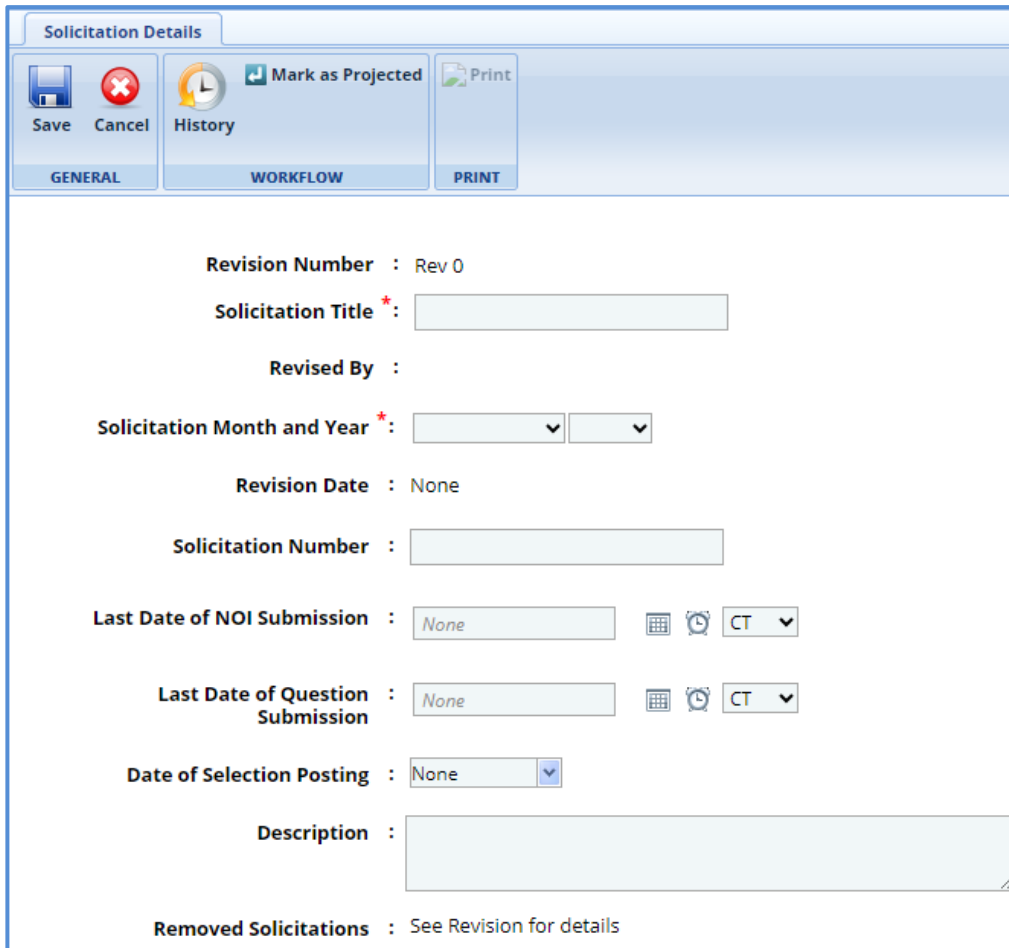 Solicitation Details
Save Cancel History Mark as Projected Print
GENERAL WORKFLOW PRINT
Revision Number : Rev 0
Solicitation Title *:
Revised By :
Solicitation Month and Year *:
Revision Date : None
Solicitation Number :
Last Date of NOI Submission : None CT
Last Date of Question : None CT
Submission
Date of Selection Posting : None
Description :
Removed Solicitations : See Revision for details